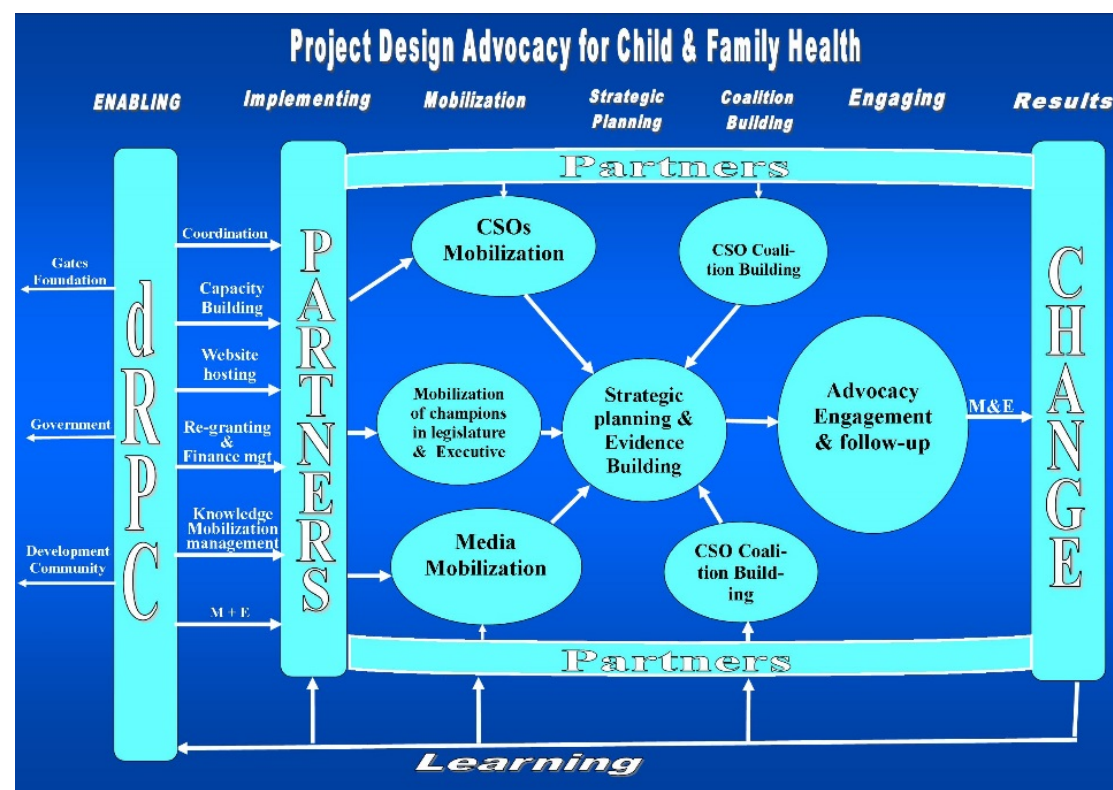 Project Design Advocacy for Child & Family Health
ENABLING
Implementing
Mobilization
Strategic
Planning
Coalition
Building
Engaging
Results
Partners
Gates
Foundation
Government
Development
Community
dRPC
Coordination
Capacity
Building
Website
hosting
Re-granting
&
Finance mgt
Knowledge
Mobilization
management
M + E
PARTNERS
CSOs
Mobilization
Mobilization
of champions
in legislature
& Executive
Media
Mobilization
Strategic
planning &
Evidence
Building
CSO Coali-
tion Building
CSO Coali-
tion Build-
ing
Advocacy
Engagement
& follow-up
M&E
CHANGE
Partners
Learning